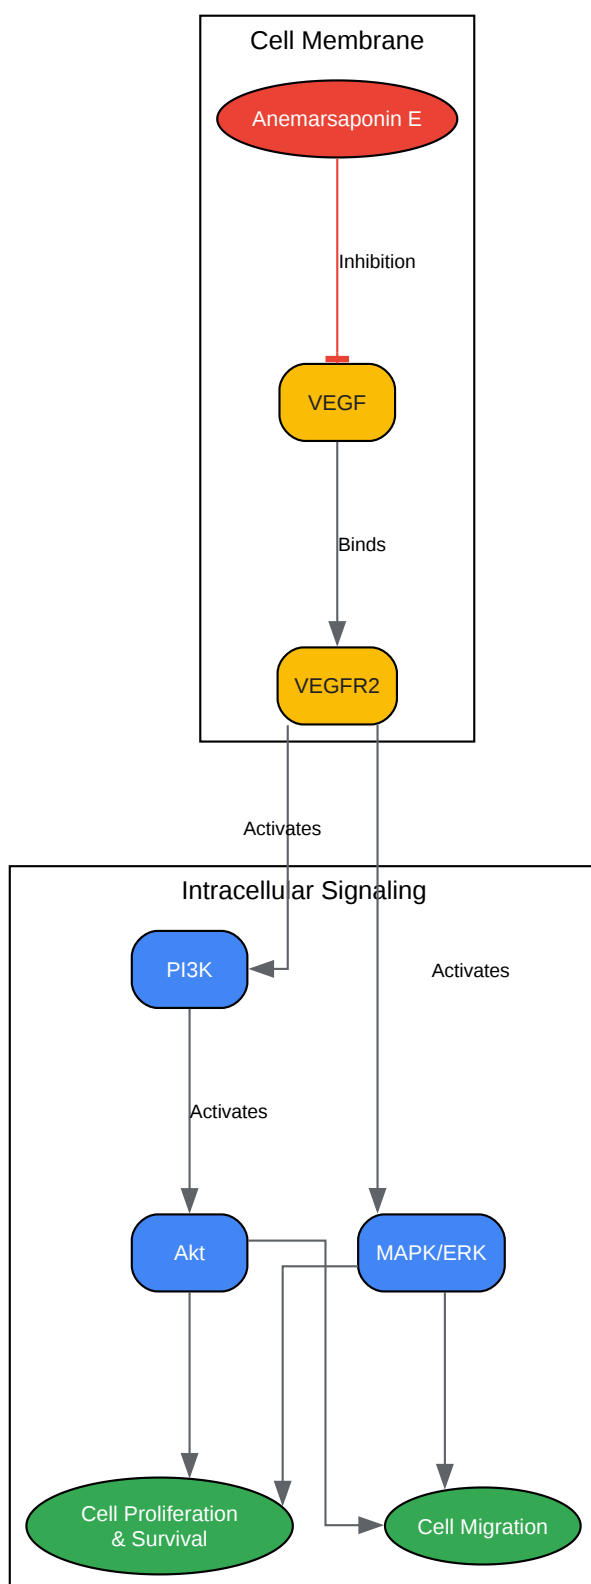 Cell Membrane
Anemarsaponin E
Inhibition
VEGF
Binds
VEGFR2
Activates
Intracellular Signaling
PI3K
Activates
Activates
Akt
MAPK/ERK
Cell Proliferation
& Survival
Cell Migration